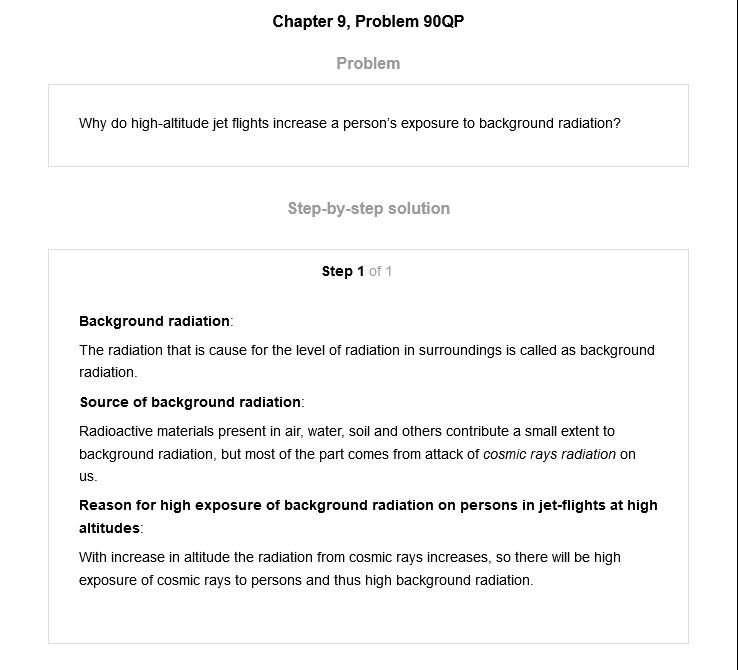 Chapter 9, Problem 90QP
Problem
Why do high-altitude jet flights increase a person's exposure to background radiation?
Step-by-step solution
Step 1 of 1
Background radiation:
The radiation that is cause for the level of radiation in surroundings is called as background
radiation.
Source of background radiation:
Radioactive materials present in air, water, soil and others contribute a small extent to
background radiation, but most of the part comes from attack of cosmic rays radiation on
us.
Reason for high exposure of background radiation on persons in jet-flights at high
altitudes:
With increase in altitude the radiation from cosmic rays increases, so there will be high
exposure of cosmic rays to persons and thus high background radiation.